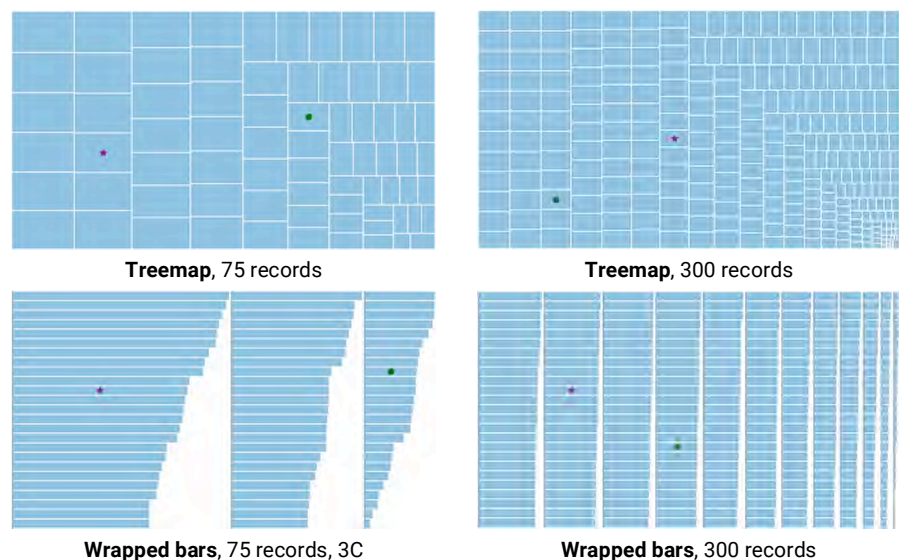 Treemap, 75 records
Treemap, 300 records
Wrapped bars, 75 records, 3C
Wrapped bars, 300 records